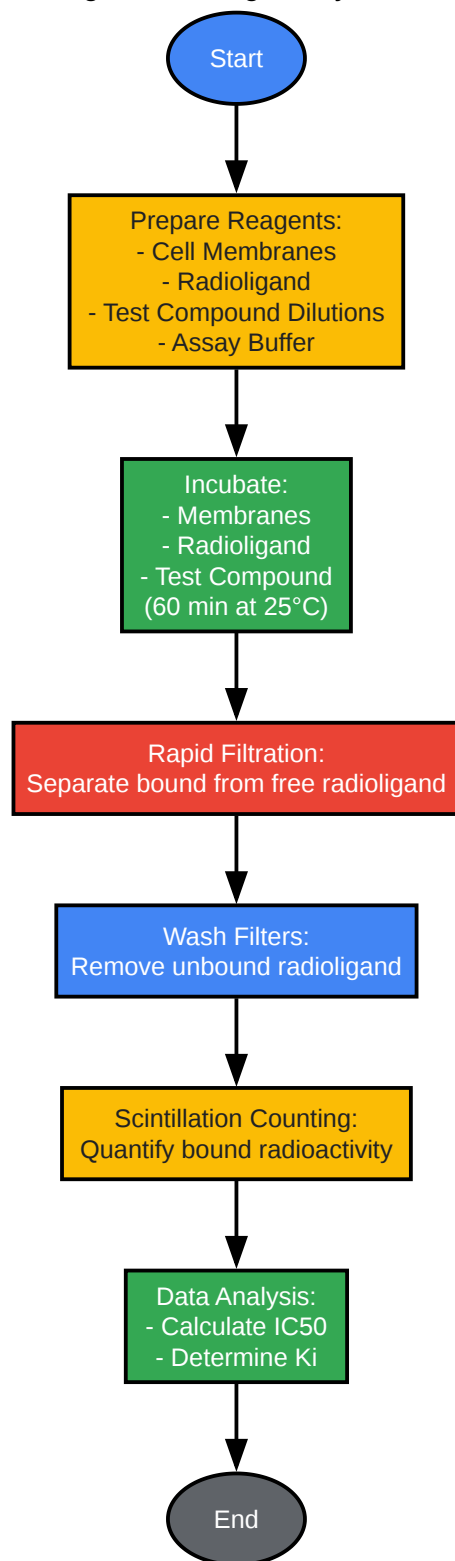 Start
Prepare Reagents:
- Cell Membranes
- Radioligand
- Test Compound Dilutions
- Assay Buffer
Incubate:
- Membranes
- Radioligand
- Test Compound
(60 min at 25°C)
Rapid Filtration:
Separate bound from free radioligand
Wash Filters:
Remove unbound radioligand
Scintillation Counting:
Quantify bound radioactivity
Data Analysis:
- Calculate IC50
- Determine Ki
End